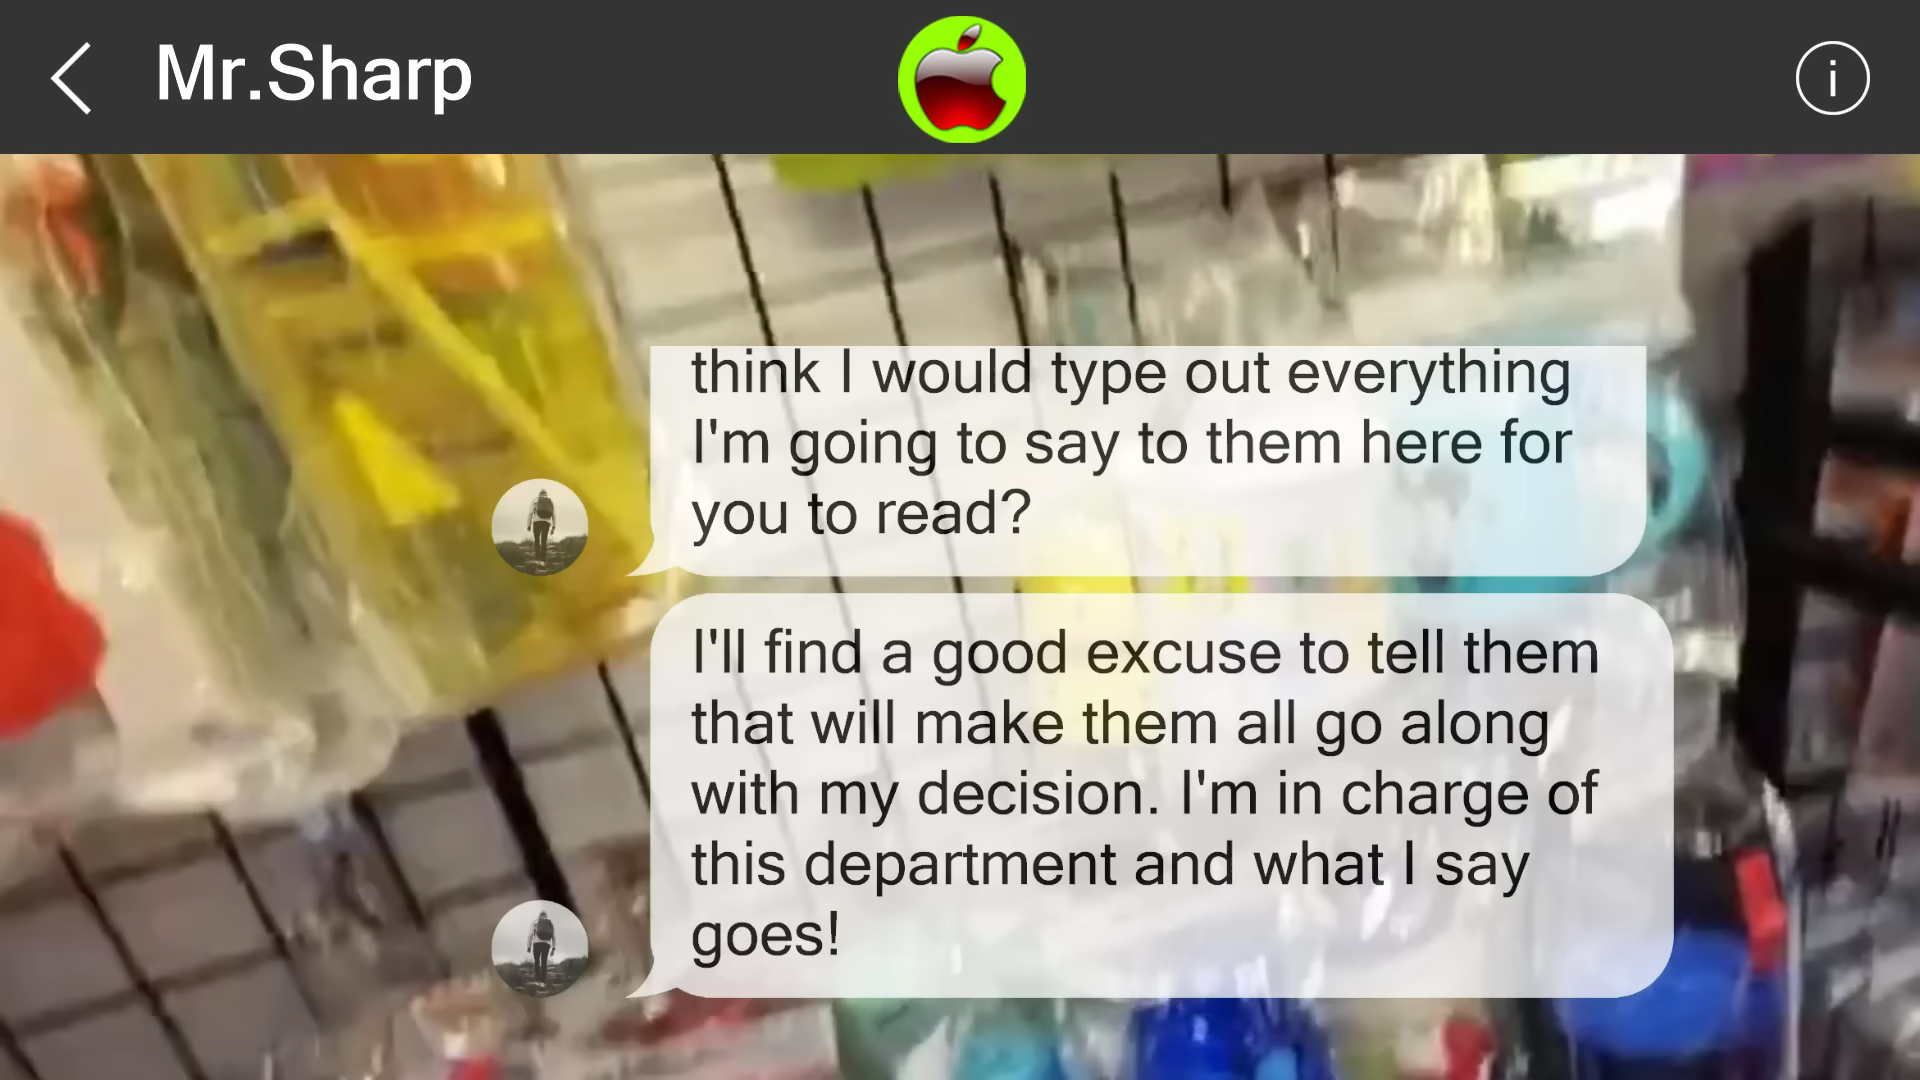 Mr.Sharp
i
think I would type out everything
I'm going to say to them here for
you to read?
I'll find a good excuse to tell them
that will make them all go along
with my decision. I'm in charge of
this department and what I say
goes!